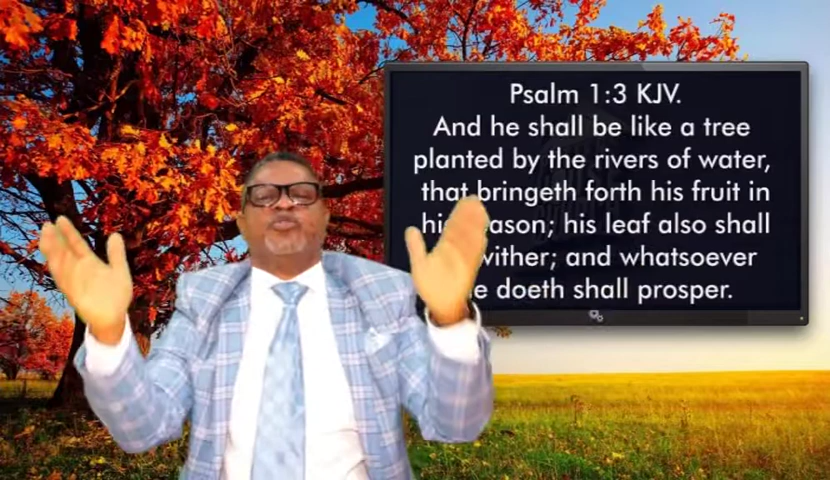 Psalm 1:3 KJV.
And he shall be like a tree
planted by the rivers of water,
that bringeth forth his fruit in
ason; his leaf also shall
wither; and whatsoever
doeth shall prosper.